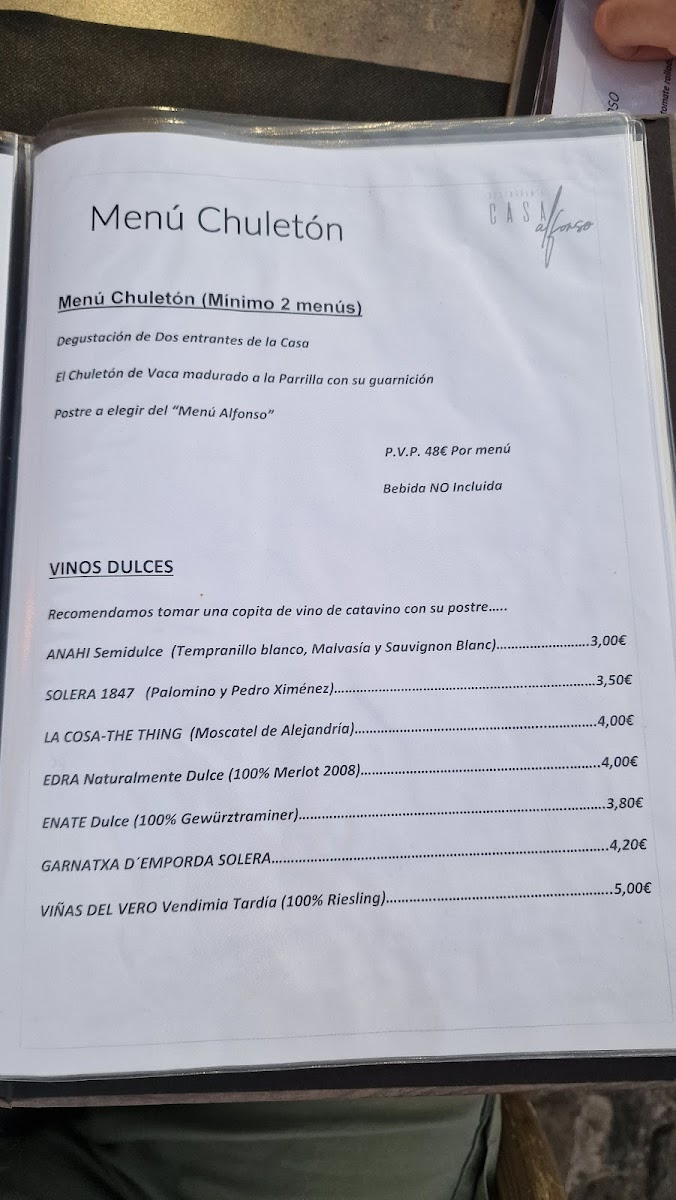 Menú Chuletón
CASA
alfonso
Menú Chuletón (Mínimo 2 menús)
Degustación de Dos entrantes de la Casa
El Chuletón de Vaca madurado a la Parrilla con su guarnición
Postre a elegir del “Menú Alfonso”
P.V.P. 48€ Por menú
Bebida NO Incluida
VINOS DULCES
Recomendamos tomar una copita de vino de catavino con su postre.....
ANAHI Semidulce (Tempranillo blanco, Malvasía y Sauvignon Blanc)........................3,00€
SOLERA 1847 (Palomino y Pedro Ximénez)...................................................................3,50€
LA COSA-THE THING (Moscatel de Alejandría)..............................................................4,00€
EDRA Naturalmente Dulce (100% Merlot 2008).............................................................4,00€
ENATE Dulce (100% Gewürztraminer)...............................................................................3,80€
GARNATXA D´EMPORDA SOLERA......................................................................................4,20€
VIÑAS DEL VERO Vendimia Tardía (100% Riesling)..........................................................5,00€
tomate rallado